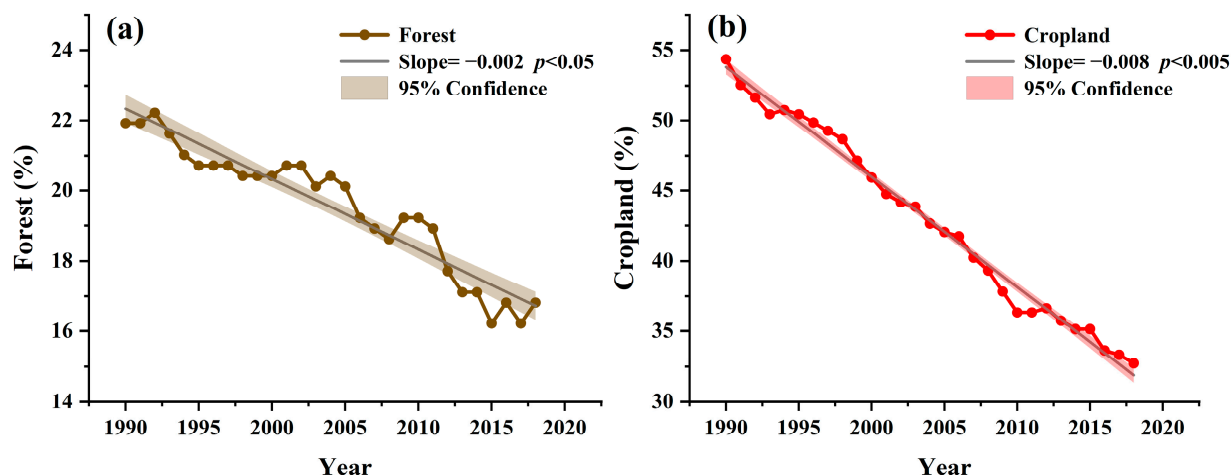 (a)
Forest
Slope= −0.002 p<0.05
95% Confidence
Forest (%)
24
22
20
18
16
14
1990 1995 2000 2005 2010 2015 2020
Year
(b)
Cropland
Slope= −0.008 p<0.005
95% Confidence
Cropland (%)
55
50
45
40
35
30
1990 1995 2000 2005 2010 2015 2020
Year